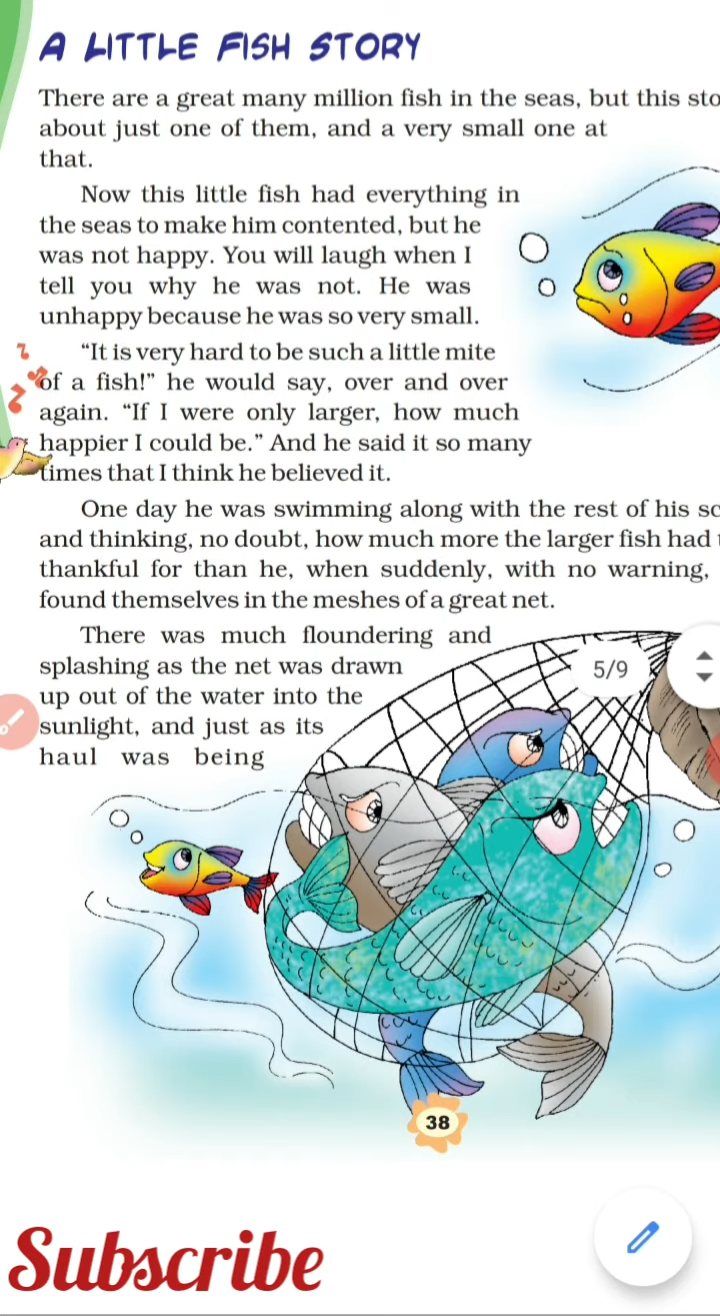 A LITTLE FISH STORY
There are a great many million fish in the seas, but this
about just one of them, and a very small one at
that.
Now this little fish had everything in
the seas to make him contented, but he
was not happy. You will laugh when I
tell you why he was not. He was
unhappy because he was so very small.
“It is very hard to be such a little mite
of a fish!” he would say, over and over
again. “If I were only larger, how much
happier I could be.” And he said it so many
times that I think he believed it.
One day he was swimming along with the rest of his
and thinking, no doubt, how much more the larger fish had
thankful for than he, when suddenly, with no warning,
found themselves in the meshes of a great net.
There was much floundering and
splashing as the net was drawn
up out of the water into the
sunlight, and just as its
haul was being
5/9
38
Subscribe